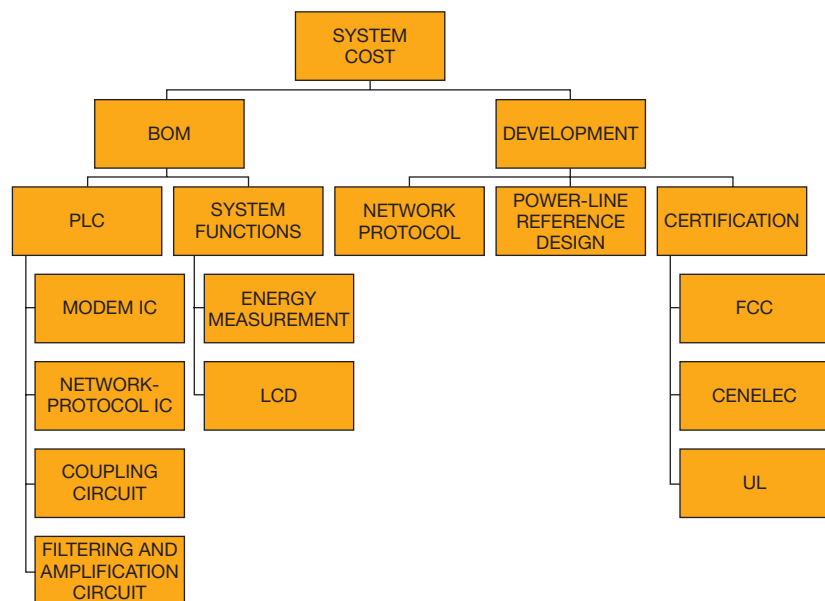 SYSTEM
COST
BOM
DEVELOPMENT
PLC
SYSTEM
FUNCTIONS
NETWORK
PROTOCOL
POWER-LINE
REFERENCE
DESIGN
CERTIFICATION
MODEM IC
ENERGY
MEASUREMENT
FCC
NETWORK-
PROTOCOL IC
LCD
CENELEC
COUPLING
CIRCUIT
UL
FILTERING AND
AMPLIFICATION
CIRCUIT